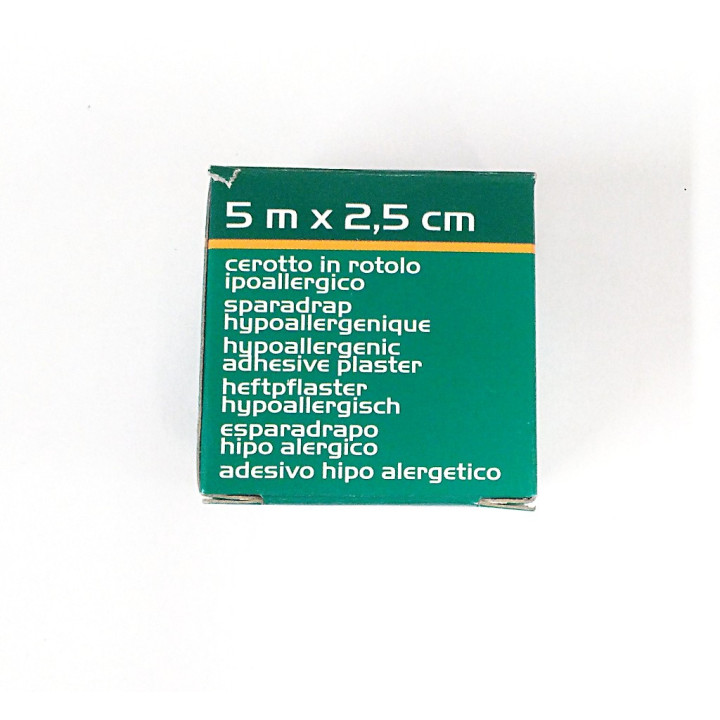 5 m x 2,5 cm
cerotto in rotolo
ipoallergico
sparadrap
hypoallergenique
hypoallergenic
adhesive plaster
heftpflaster
hypoallergisch
esparadrapo
hipo alergico
adesivo hipo alergetico